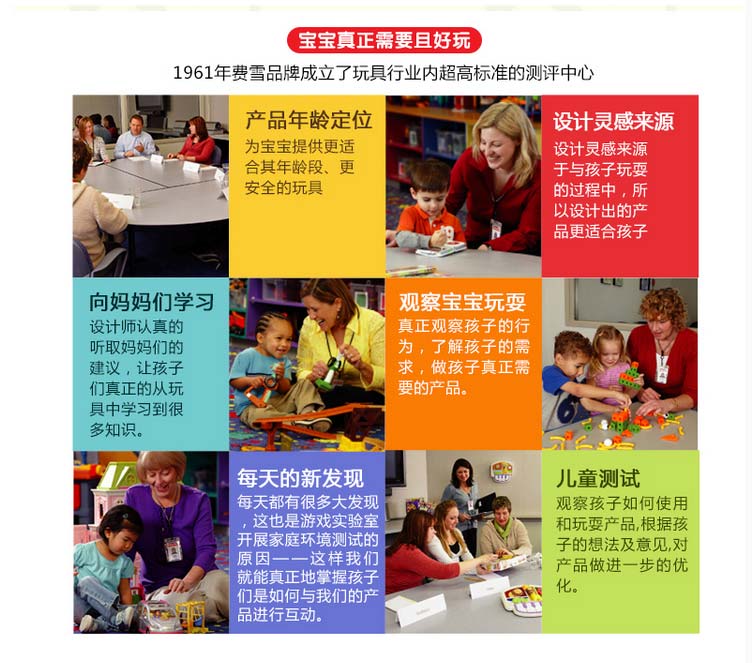 宝宝真正需要且好玩
1961年费雪品牌成立了玩具行业内超高标准的测评中心
产品年龄定位
为宝宝提供更适
合其年龄段、更
安全的玩具
设计灵感来源
设计灵感来源
于与孩子玩耍
的过程中，所
以设计出的产
品更适合孩子
向妈妈们学习
设计师认真的
听取妈妈们的
建议，让孩子
们真正的从玩
具中学习到很
多知识。
观察宝宝玩耍
真正观察孩子的行
为，了解孩子的需
求，做孩子真正需
要的产品。
每天的新发现
每天都有很多大发现
，这也是游戏实验室
开展家庭环境测试的
原因——这样我们
就能真正地掌握孩子
们是如何与我们的产
品进行互动。
儿童测试
观察孩子如何使用
和玩耍产品,根据孩
子的想法及意见,对
产品做进一步的优
化。